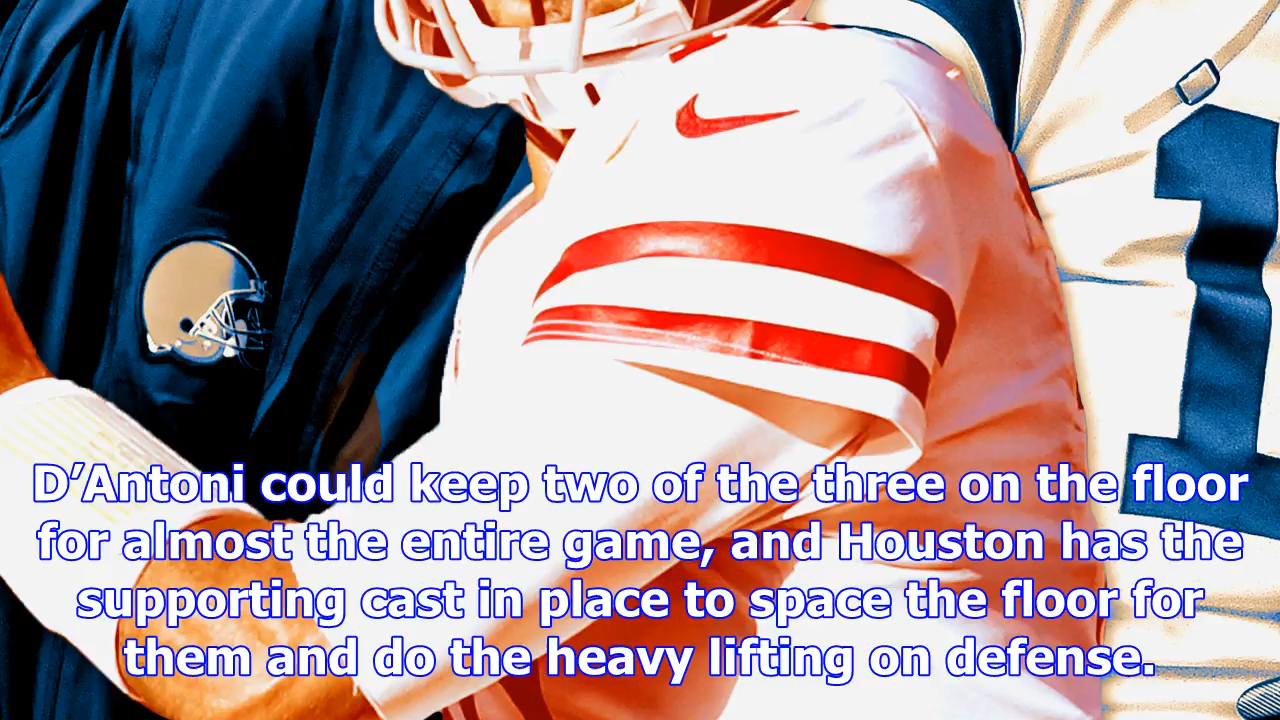 1
D’Antoni could keep two of the three on the floor
for almost the entire game, and Houston has the
supporting cast in place to space the floor for
them and do the heavy lifting on defense.